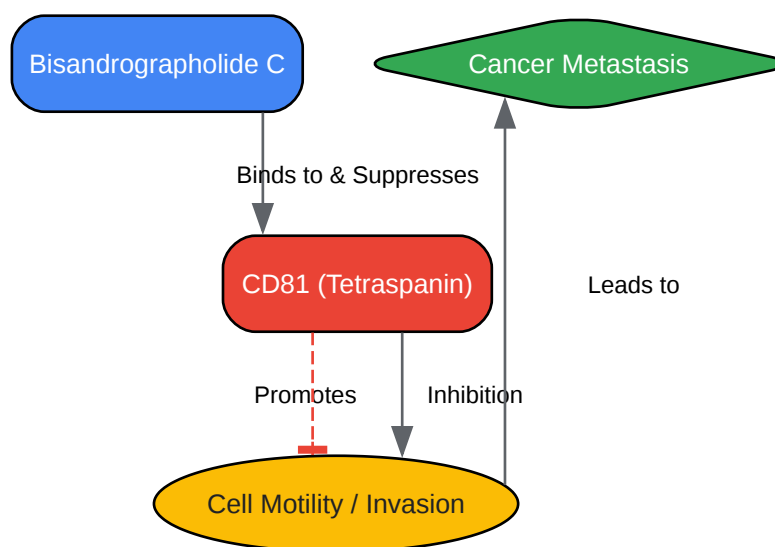 Bisandrographolide C
Cancer Metastasis
Binds to & Suppresses
CD81 (Tetraspanin)
Leads to
Promotes
Inhibition
Cell Motility / Invasion